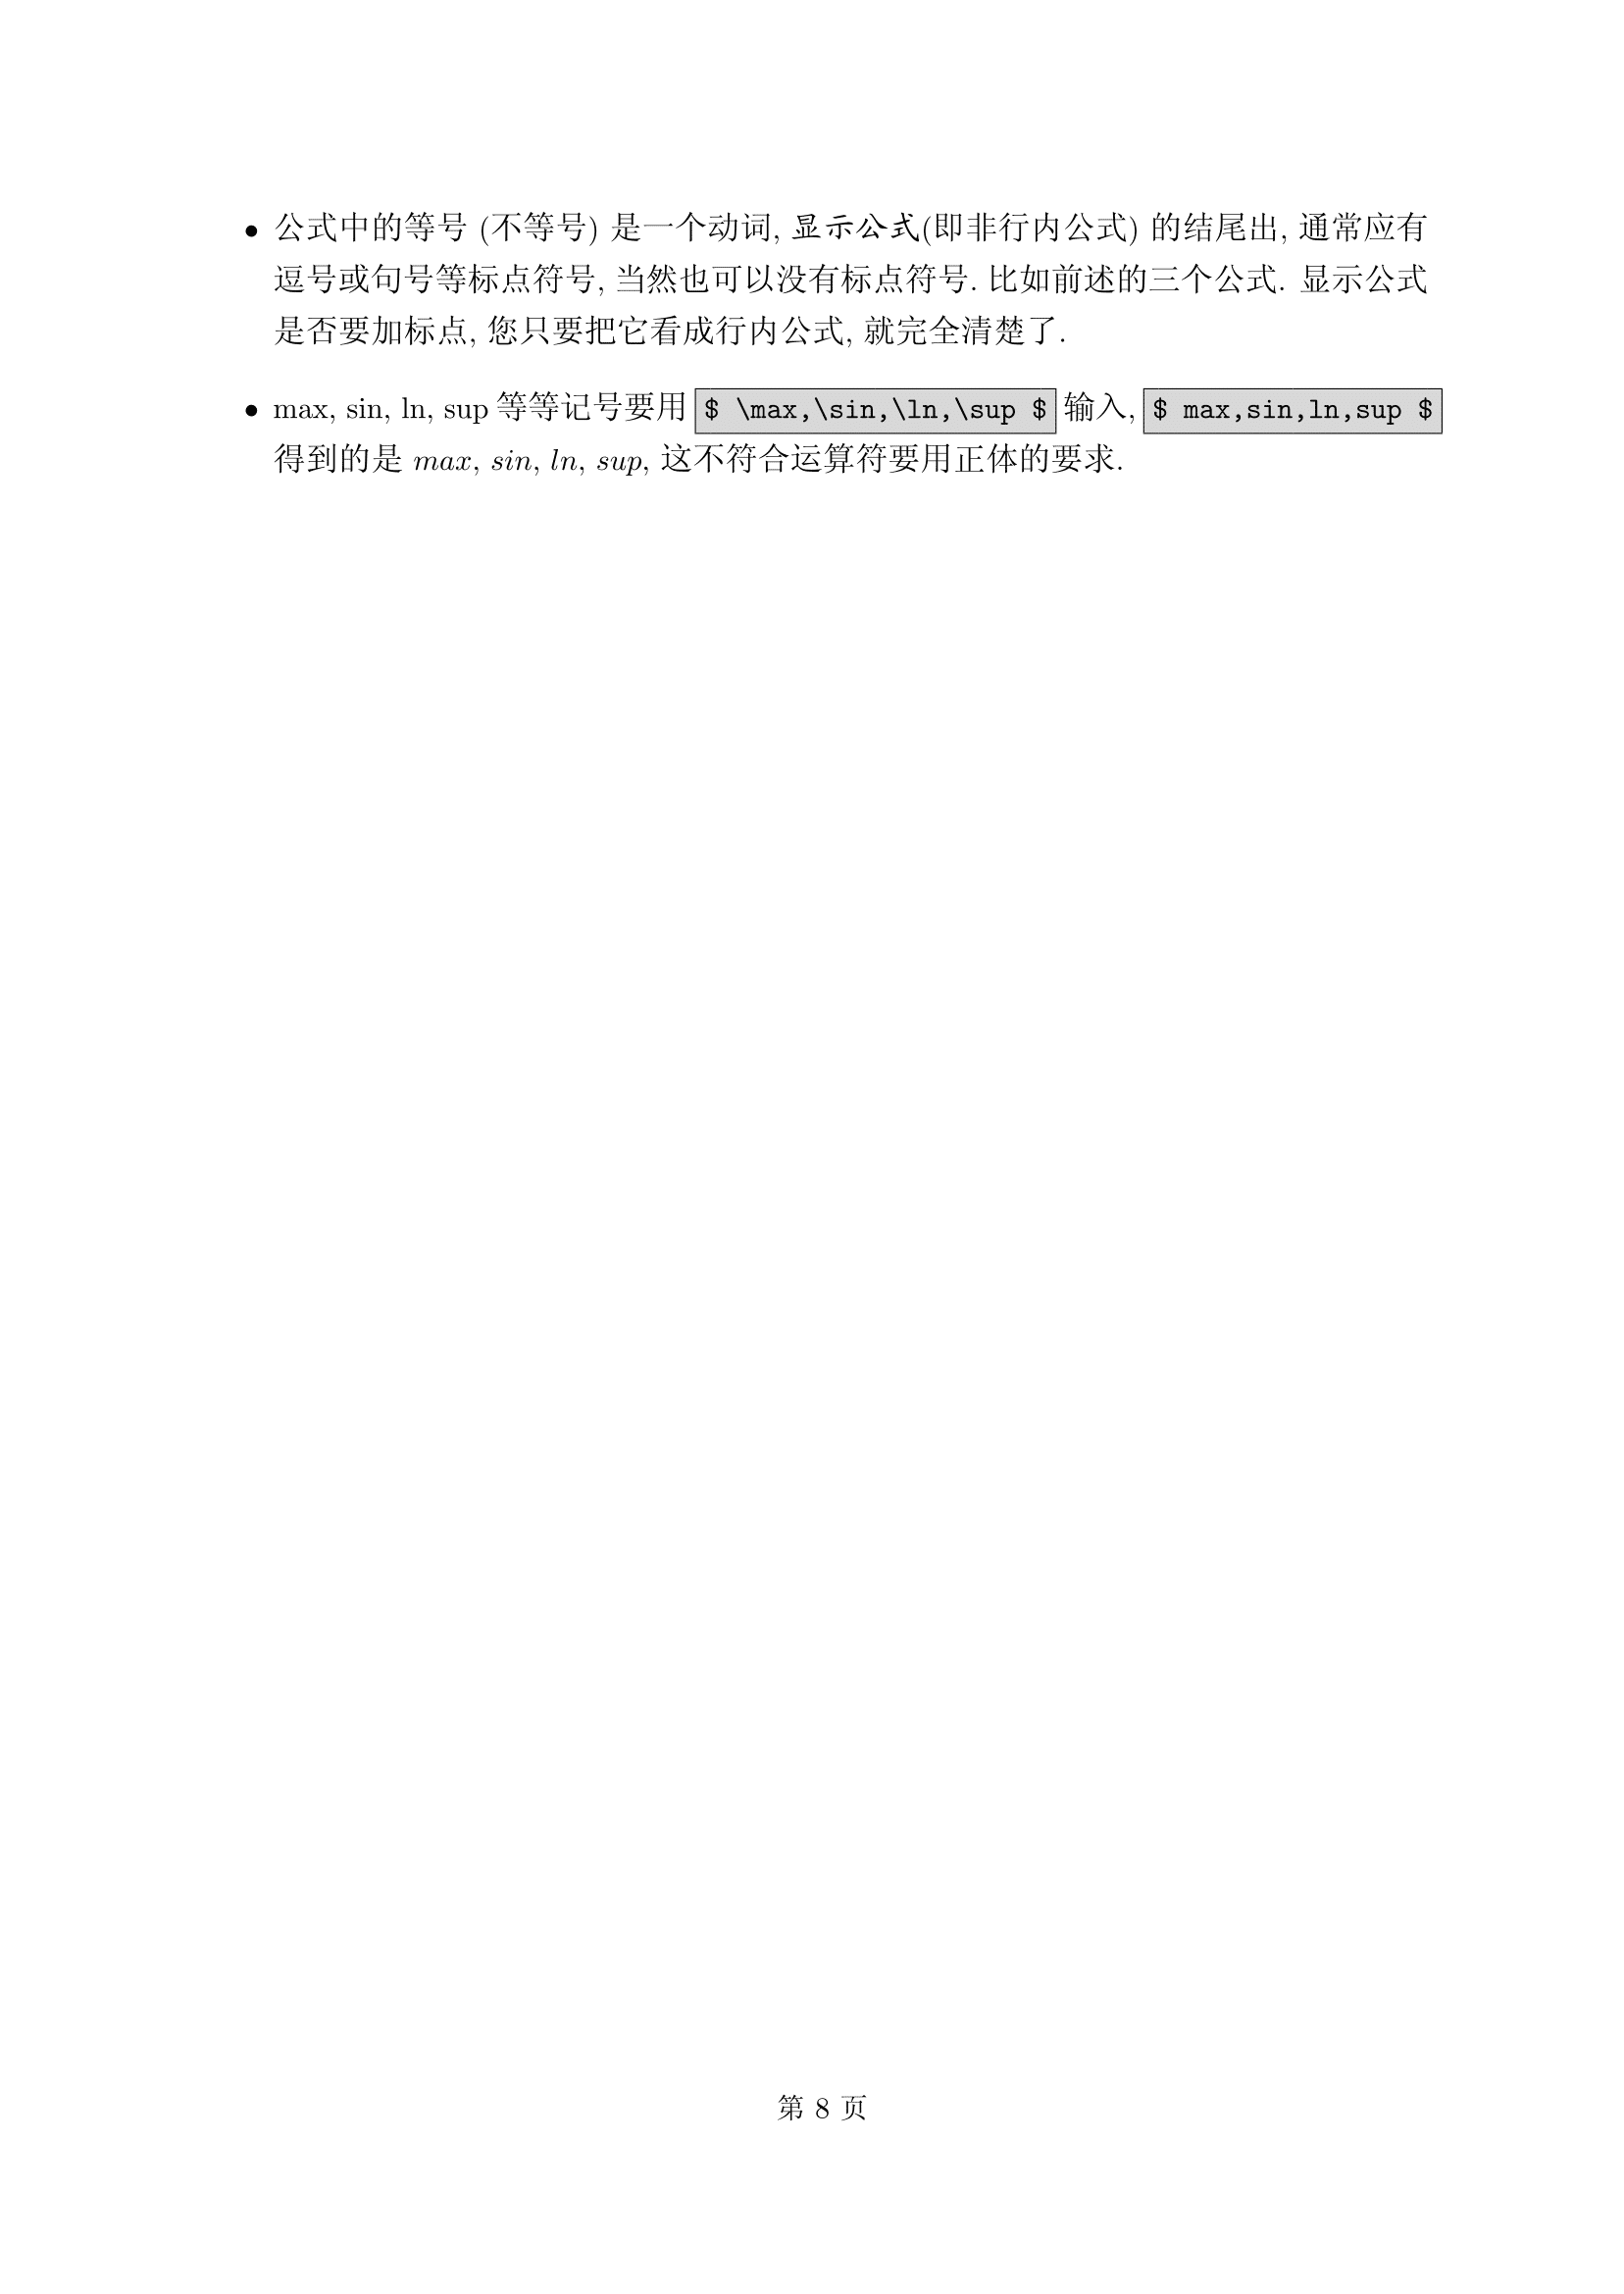 • 公式中的等号 (不等号) 是一个动词, 显示公式(即非行内公式) 的结尾出, 通常应有
逗号或句号等标点符号, 当然也可以没有标点符号. 比如前述的三个公式. 显示公式
是否要加标点, 您只要把它看成行内公式, 就完全清楚了.
• max, sin, ln, sup 等等记号要用 $ \max,\sin,\ln,\sup $ 输入, $ max,sin,ln,sup $
得到的是 max, sin, ln, sup, 这不符合运算符要用正体的要求.
第 8 页